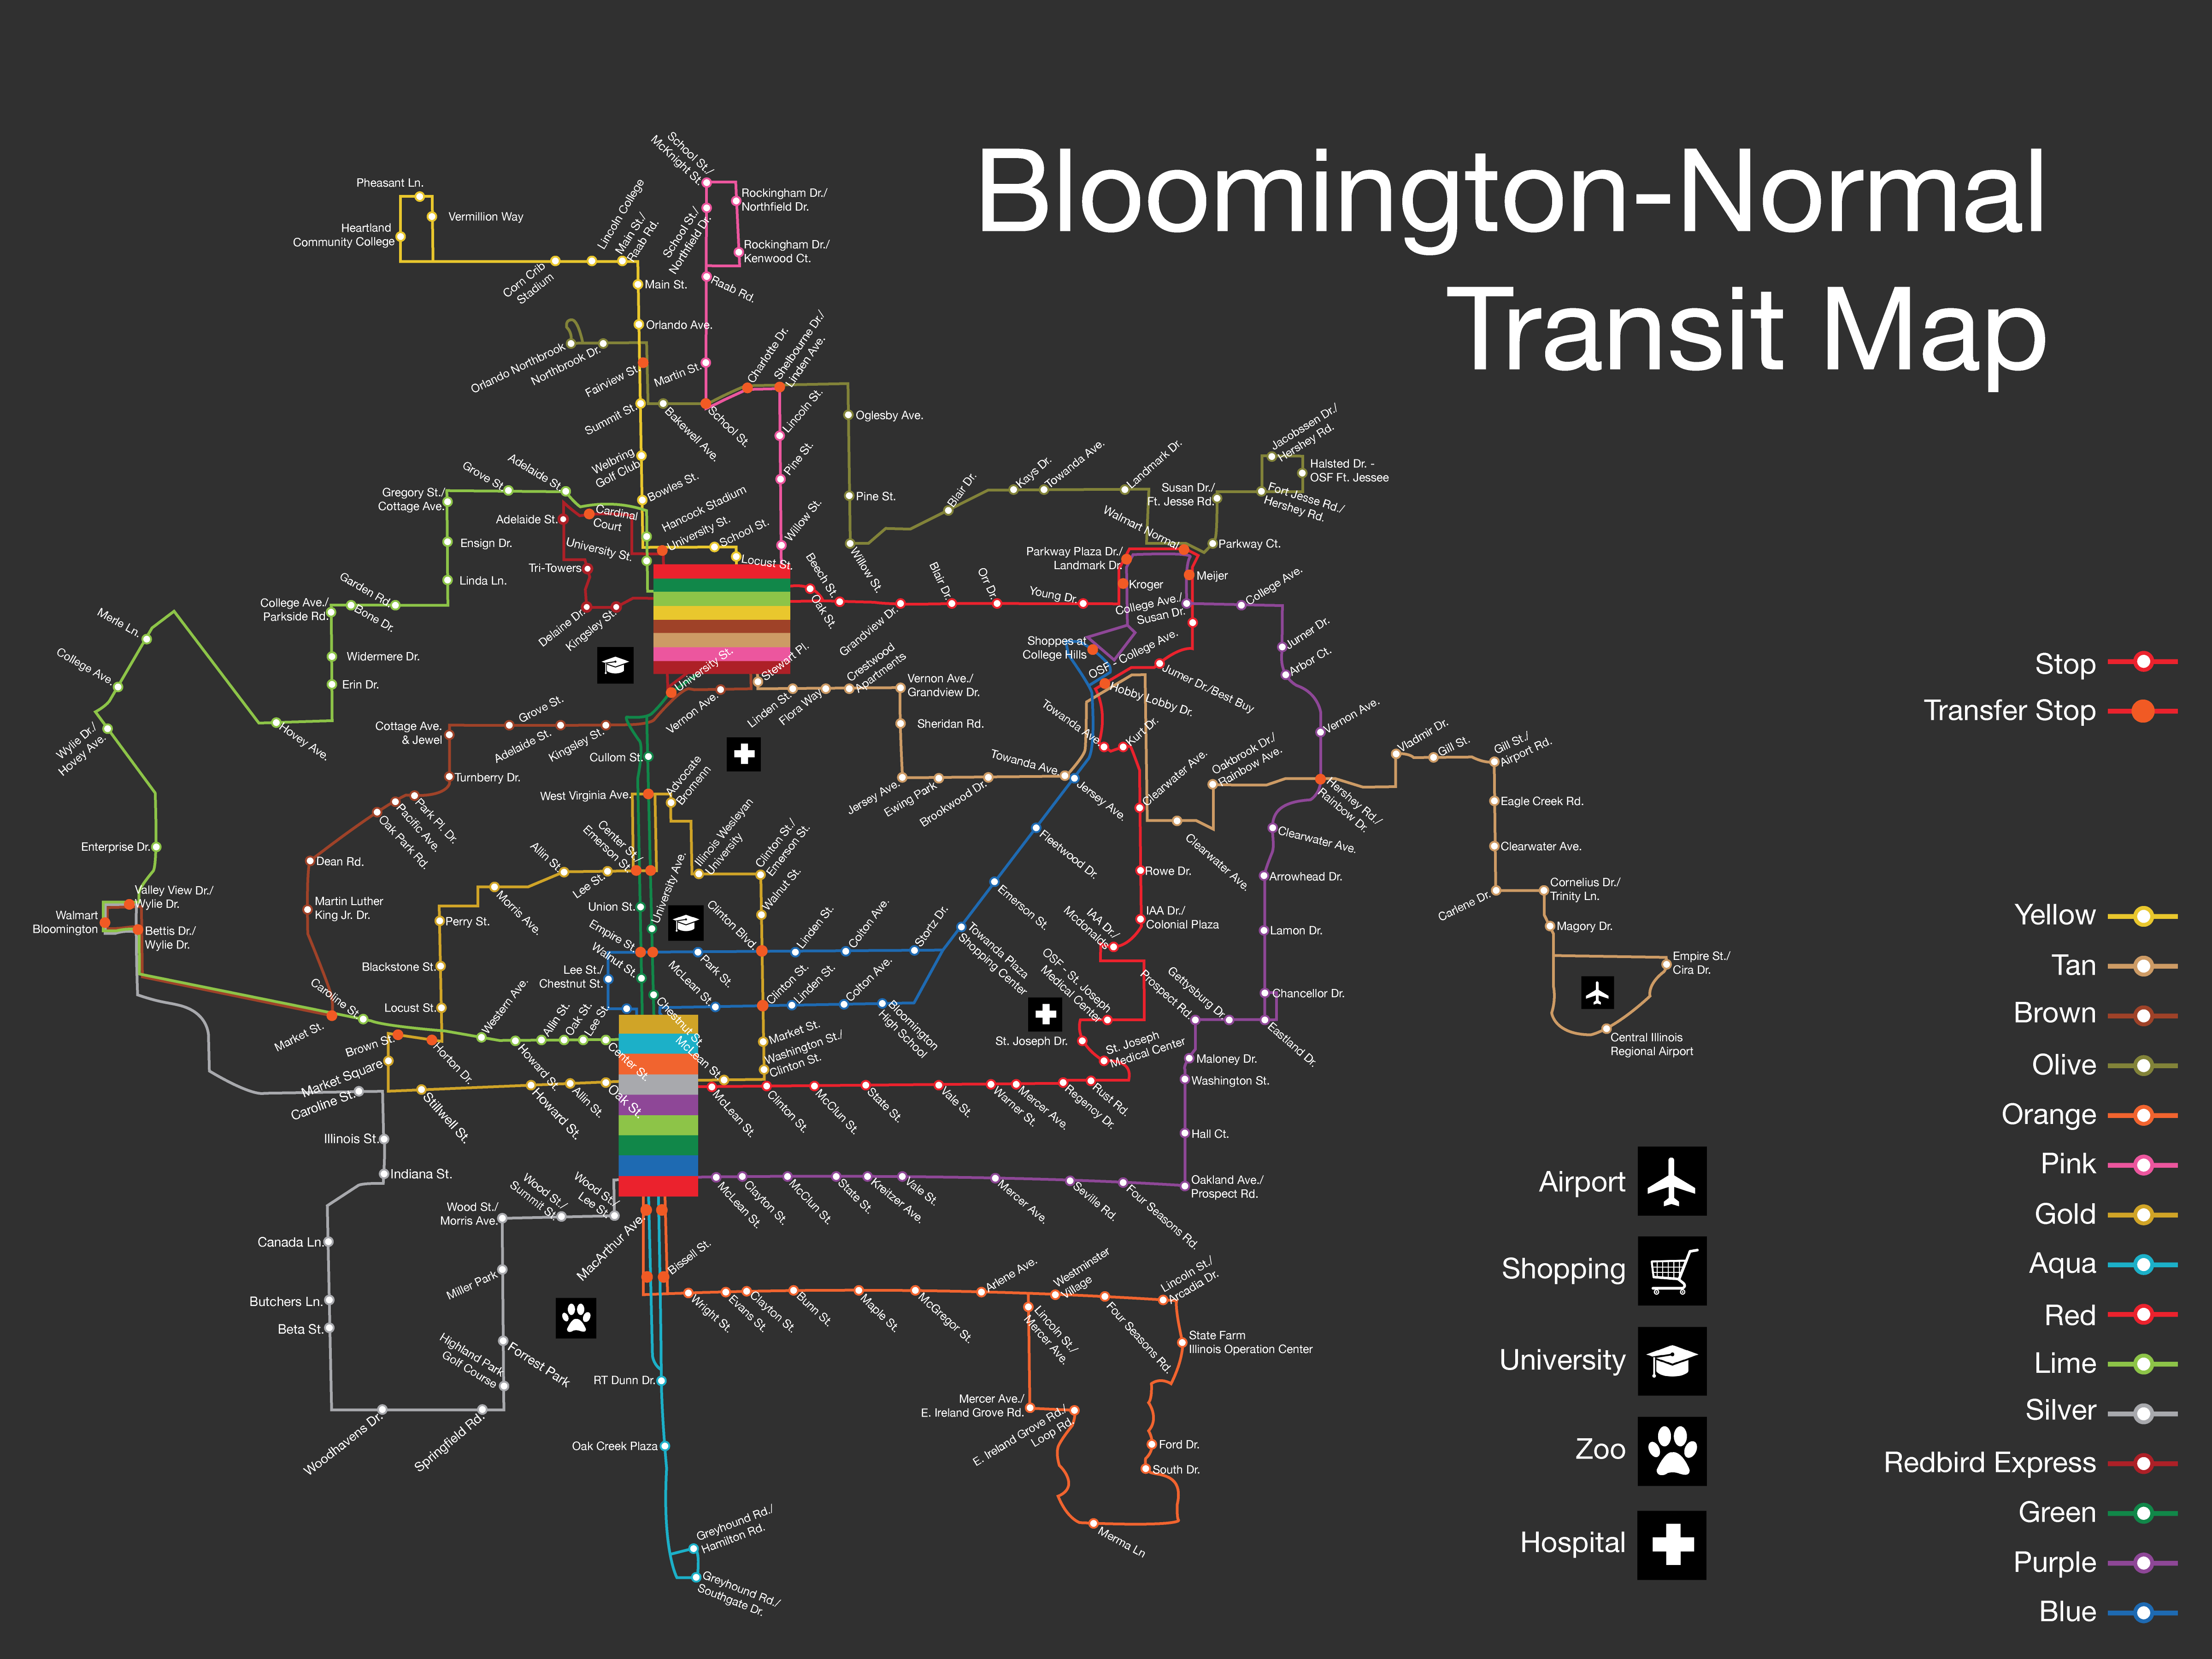 Bloomington-Normal
Transit Map
School St./
McKnight St.
Rockingham Dr./
Northfield Dr.
School St./
Northfield Dr.
Rockingham Dr./
Kenwood Ct.
Raab Rd.
Pheasant Ln.
Vermillion Way
Heartland
Community College
Corn Crib
Stadium
Lincoln College
Main St./
Raab Rd.
Main St.
Orlando Ave.
Orlando Northbrook
Northbrook Dr.
Fairview St.
Martin St.
Charlotte Dr.
Shelbourne Dr./
Linden Ave.
Summit St.
Bakewell Ave.
School St.
Lincoln St.
Oglesby Ave.
Welbring
Golf Club
Pine St.
Bowles St.
Grove St.
Adelaide St.
Gregory St./
Cottage Ave.
Hancock Stadium
Cardinal
Court
Adelaide St.
University St.
University St.
School St.
Willow St.
Locust St.
Pine St.
Willow St.
Blair Dr.
Kays Dr.
Towanda Ave.
Landmark Dr.
Susan Dr./
Ft. Jesse Rd.
Jacobssen Dr./
Hershey Rd.
Halsted Dr. -
OSF Ft. Jessee
Fort Jesse Rd./
Hershey Rd.
Walmart Normal
Parkway Ct.
Parkway Plaza Dr./
Landmark Dr.
Kroger
Meijer
College Ave./
Susan Dr.
College Ave.
Ensign Dr.
Linda Ln.
Garden Rd.
College Ave./
Parkside Rd.
Bone Dr.
Widermere Dr.
Erin Dr.
Hovey Ave.
Merle Ln.
College Ave.
Wylie Dr./
Hovey Ave.
Enterprise Dr.
Tri-Towers
Delaine Dr.
Kingsley St.
Beech St.
Oak St.
Grandview Dr.
Blair Dr.
Orr Dr.
Young Dr.
Shoppes at
College Hills
OSF - College Ave.
Jurner Dr./Best Buy
Hobby Lobby Dr.
Jurner Dr.
Arbor Ct.
Vernon Ave.
University St.
Stewart Pl.
Vernon Ave.
Linden St.
Flora Way
Crestwood
Apartments
Vernon Ave./
Grandview Dr.
Sheridan Rd.
Jersey Ave.
Ewing Park
Brookwood Dr.
Towanda Ave.
Towanda Ave.
Kurt Dr.
Jersey Ave.
Clearwater Ave.
Oakbrook Dr./
Rainbow Ave.
Clearwater Ave.
Hershey Rd./
Rainbow Dr.
Vladmir Dr.
Gill St.
Gill St./
Airport Rd.
Eagle Creek Rd.
Clearwater Ave.
Carlene Dr.
Cornelius Dr./
Trinity Ln.
Magory Dr.
Empire St./
Cira Dr.
Central Illinois
Regional Airport
Cottage Ave.
& Jewel
Grove St.
Adelaide St.
Kingsley St.
Turnberry Dr.
Park Pl. Dr.
Pacific Ave.
Oak Park Rd.
Dean Rd.
Martin Luther
King Jr. Dr.
Cullom St.
West Virginia Ave.
Advocate
Bromenn
Center St./
Emerson St.
Illinois Wesleyan
University
Clinton St./
Emerson St.
Allin St.
Lee St.
Morris Ave.
Perry St.
Blackstone St.
Locust St.
Union St.
University Ave.
Walnut St.
Clinton Blvd.
Empire St.
Walnut St.
Lee St./
Chestnut St.
McLean St.
Park St.
Linden St.
Colton Ave.
Stortz Dr.
Clinton St.
Linden St.
Colton Ave.
Bloomington
High School
Fleetwood Dr.
Emerson St.
Towanda Plaza
Shopping Center
Rowe Dr.
IAA Dr./
Colonial Plaza
IAA Dr./
Mcdonalds
OSF - St. Joseph
Medical Center
St. Joseph Dr.
St. Joseph
Medical Center
Clearwater Ave.
Arrowhead Dr.
Lamon Dr.
Chancellor Dr.
Eastland Dr.
Gettysburg Dr.
Prospect Rd.
Maloney Dr.
Washington St.
Hall Ct.
Oakland Ave./
Prospect Rd.
Valley View Dr./
Wylie Dr.
Walmart
Bloomington
Bettis Dr./
Wylie Dr.
Caroline St.
Market St.
Western Ave.
Howard St.
Allin St.
Oak St.
Lee St.
Center St.
Chestnut St.
McLean St.
Brown St.
Horton Dr.
Market Square
Stillwell St.
Howard St.
Allin St.
Oak St.
Market St.
Washington St./
Clinton St.
McLean St.
Clinton St.
McClun St.
State St.
Vale St.
Warner St.
Mercer Ave.
Regency Dr.
Rust Rd.
McLean St.
Clayton St.
McClun St.
State St.
Kreitzer Ave.
Vale St.
Mercer Ave.
Seville Rd.
Four Seasons Rd.
Caroline St.
Illinois St.
Indiana St.
Canada Ln.
Butchers Ln.
Beta St.
Woodhavens Dr.
Springfield Rd.
Highland Park
Golf Course
Forrest Park
Miller Park
Wood St./
Morris Ave.
Wood St./
Summit St.
Wood St./
Lee St.
MacArthur Ave.
Bissell St.
Wright St.
Evans St.
Clayton St.
Bunn St.
Maple St.
McGregor St.
Arlene Ave.
Westminster
Village
Lincoln St./
Mercer Ave.
Four Seasons Rd.
Lincoln St./
Arcadia Dr.
State Farm
Illinois Operation Center
Mercer Ave./
E. Ireland Grove Rd.
E. Ireland Grove Rd./
Loop Rd.
Ford Dr.
South Dr.
Merma Ln
RT Dunn Dr.
Oak Creek Plaza
Greyhound Rd./
Hamilton Rd.
Greyhound Rd./
Southgate Dr.
Stop
Transfer Stop
Airport
Shopping
University
Zoo
Hospital
Yellow
Tan
Brown
Olive
Orange
Pink
Gold
Aqua
Red
Lime
Silver
Redbird Express
Green
Purple
Blue